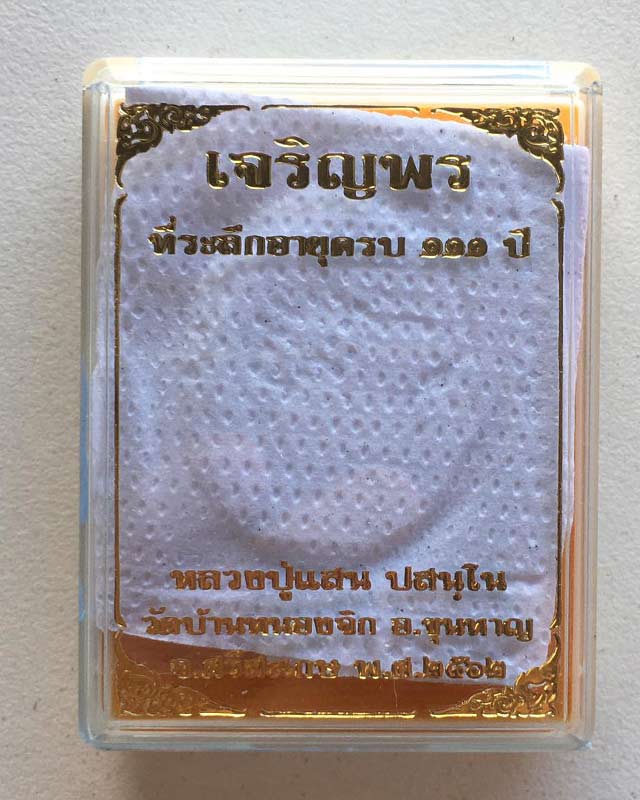 เจริญพร
ที่ระลึกอายุครบ ๑๑๑ ปี
หลวงปู่แสน ปสนฺโน
วัดบ้านหนองจิก อ.ขุนหาญ
จ.ศรีสะเกษ พ.ศ.๒๕๖๒